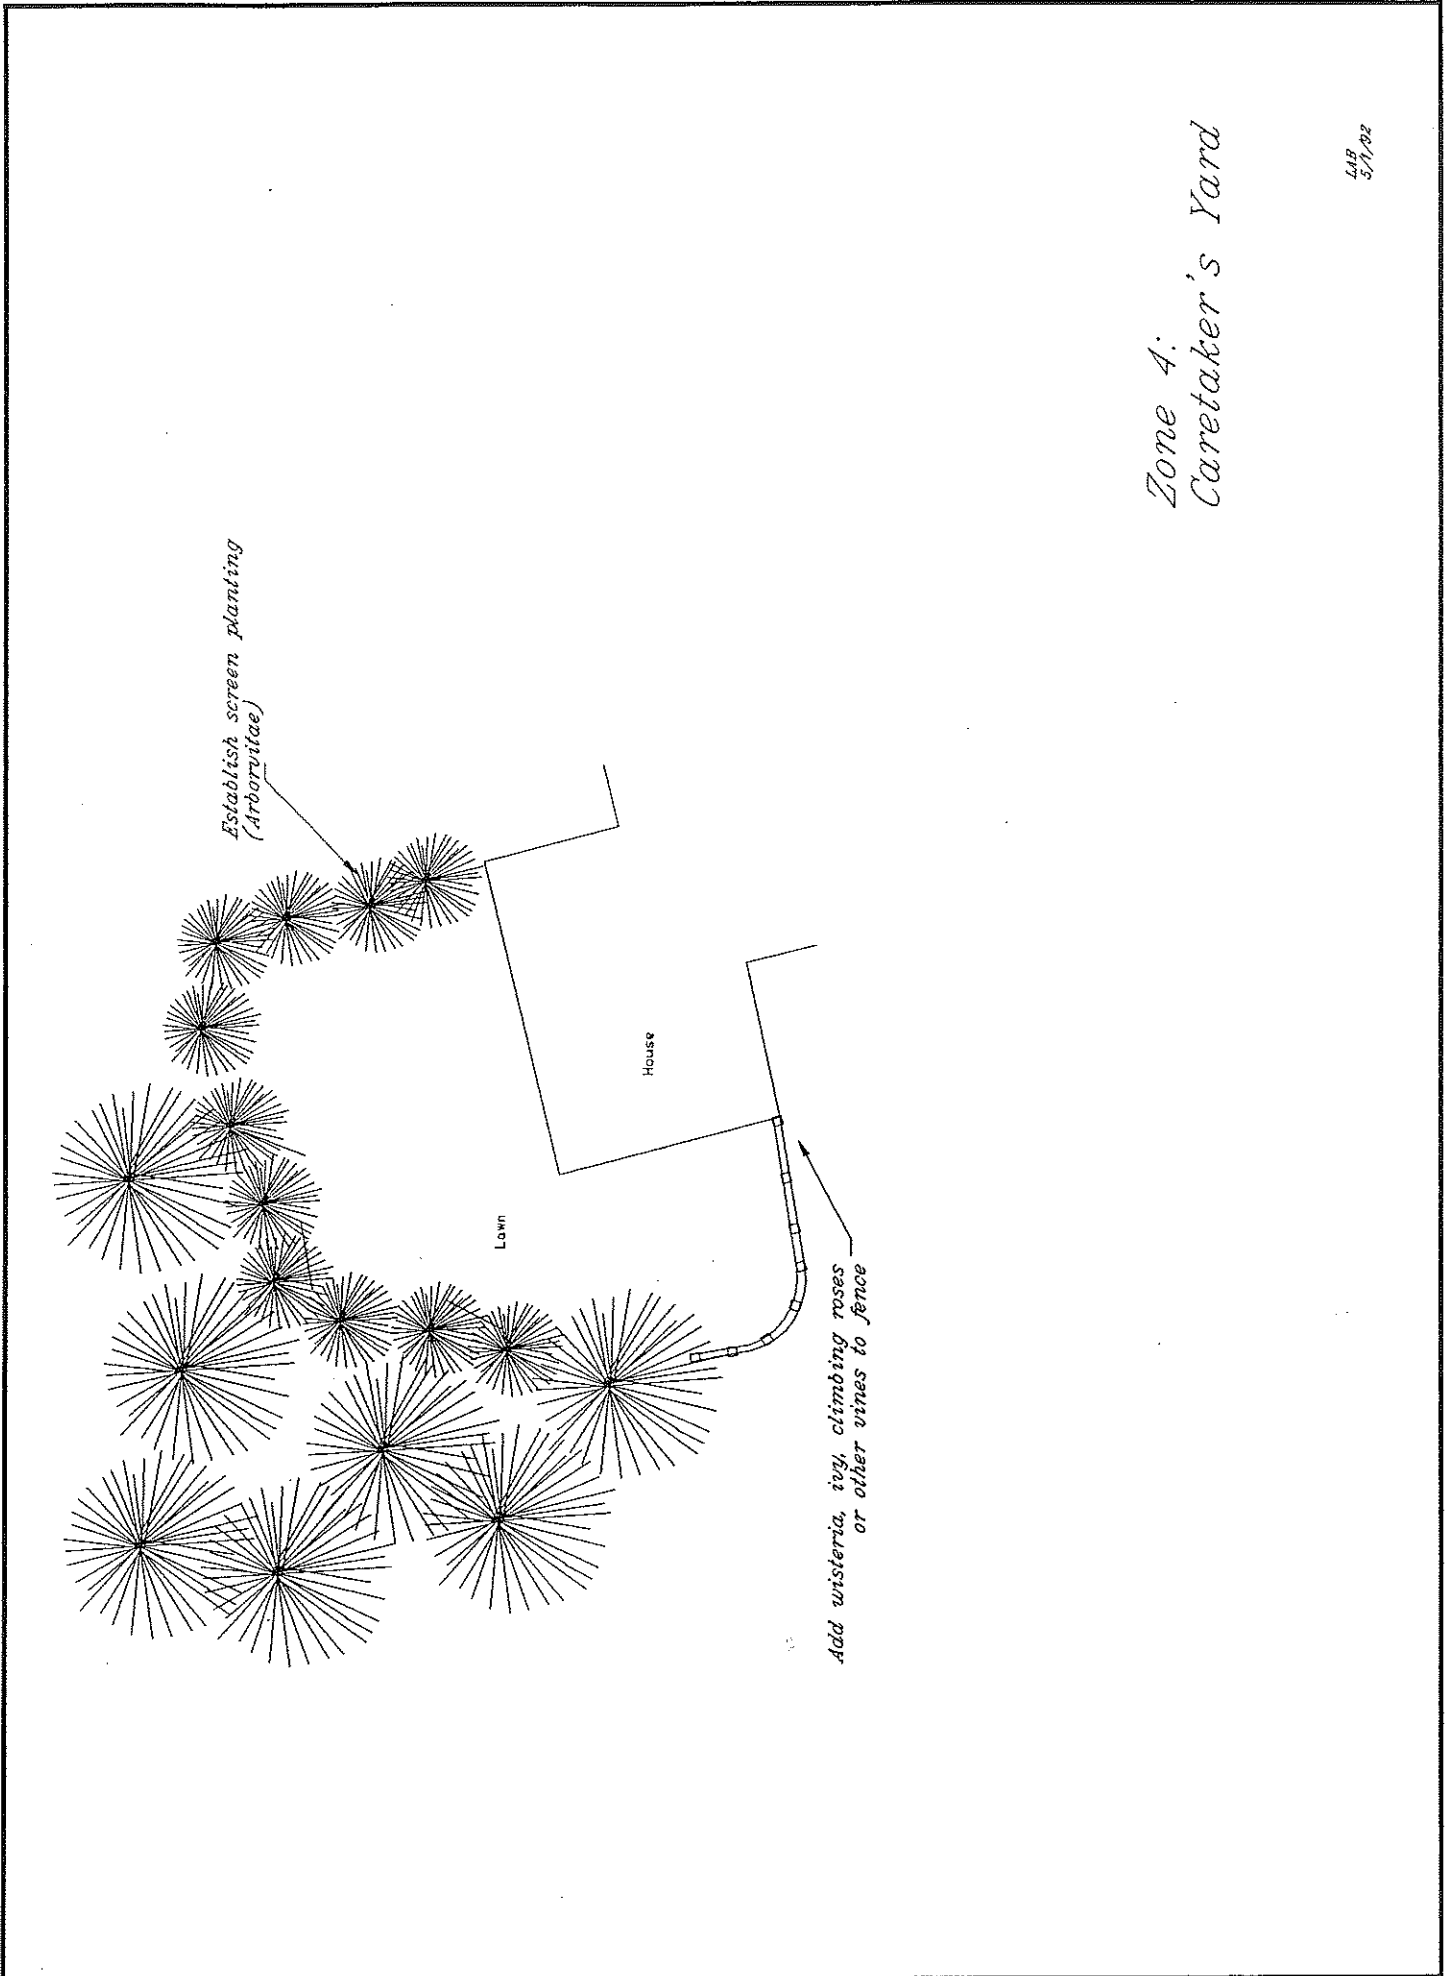 Establish screen planting
(Arborvitae)
House
Lawn
Add wisteria, ivy, climbing roses
or other vines to fence
Zone 4:
Caretaker's Yard
LAB
5/1/92